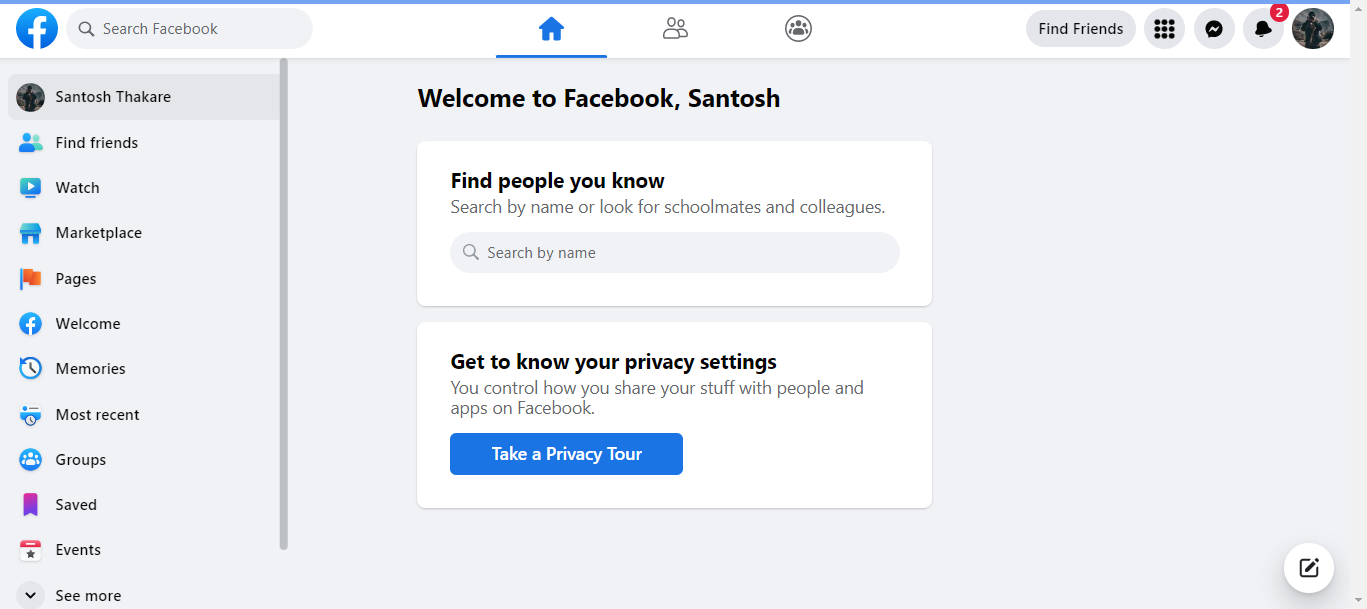 Search Facebook
Find Friends
2
Santosh Thakare
Find friends
Watch
Marketplace
Pages
Welcome
Memories
Most recent
Groups
Saved
Events
See more
Welcome to Facebook, Santosh
Find people you know
Search by name or look for schoolmates and colleagues.
Search by name
Get to know your privacy settings
You control how you share your stuff with people and
apps on Facebook.
Take a Privacy Tour